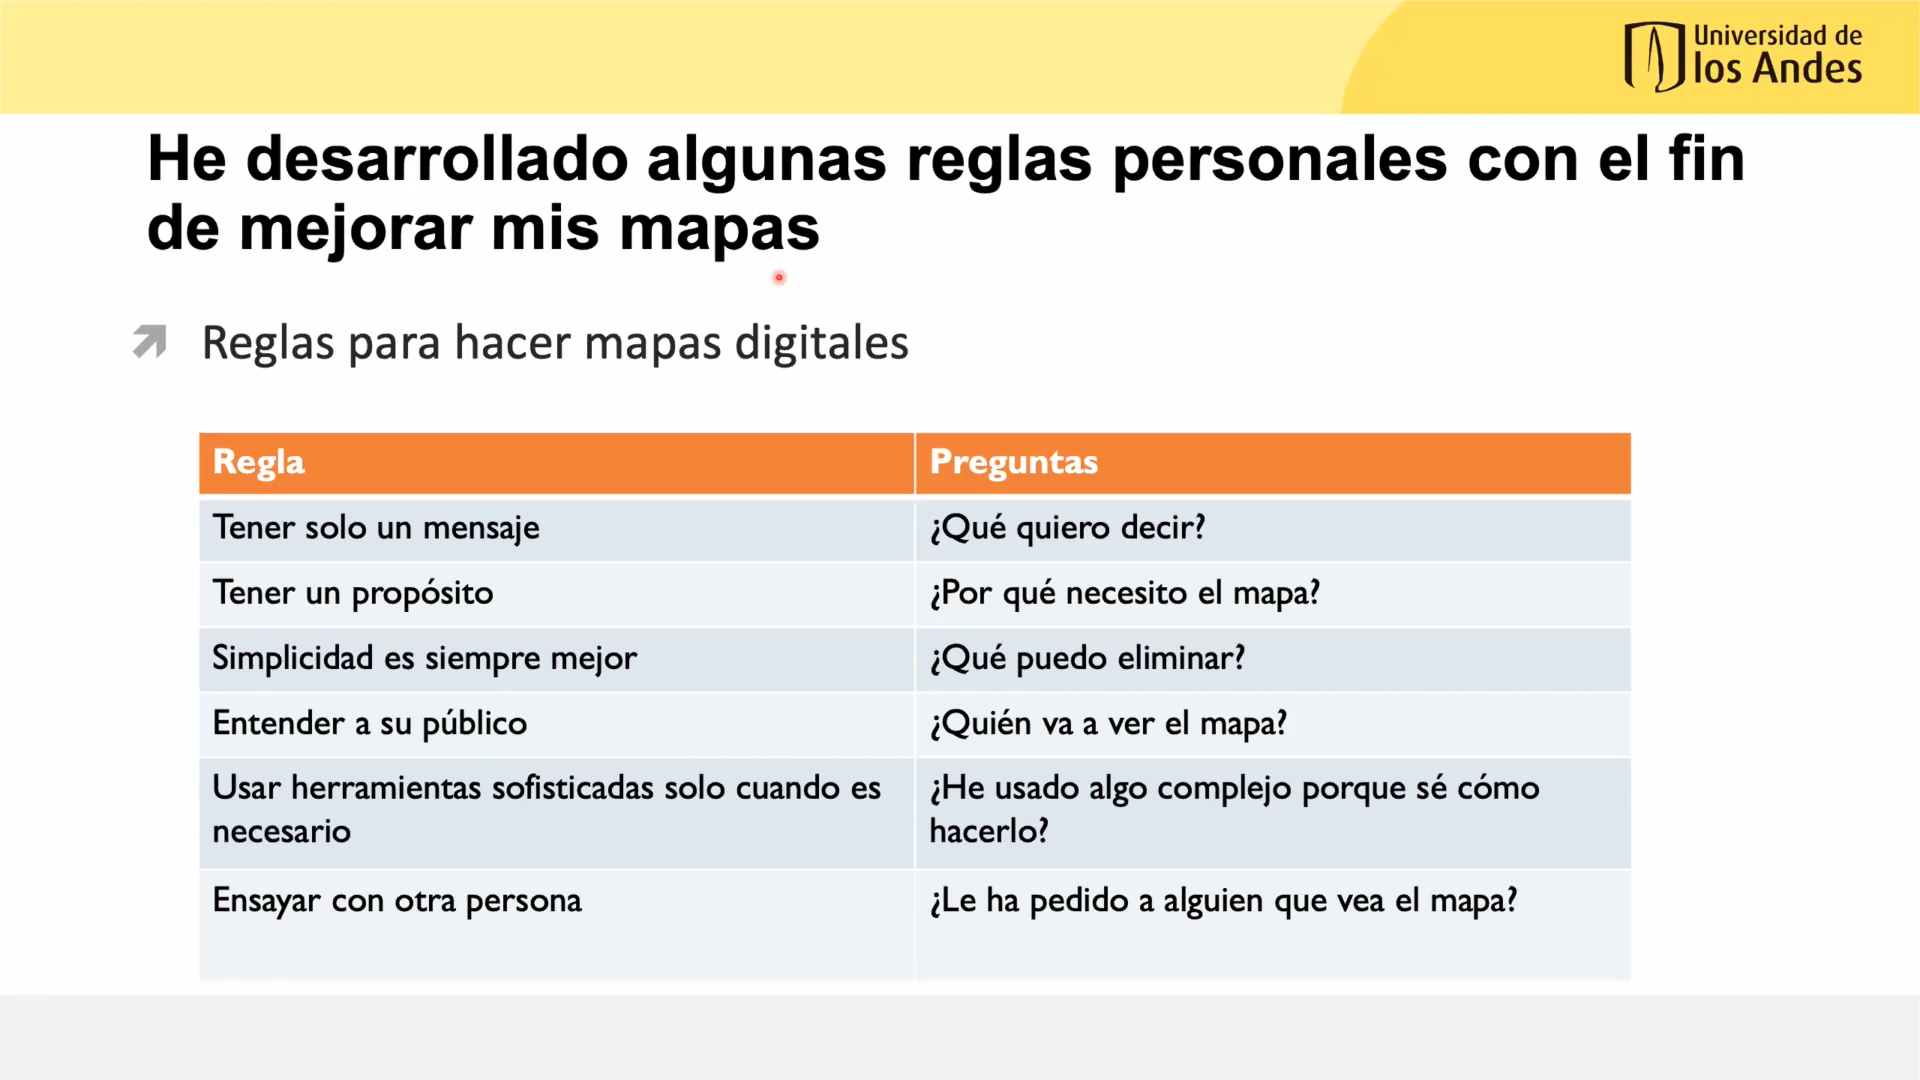 Universidad de
los Andes
He desarrollado algunas reglas personales con el fin
de mejorar mis mapas
Reglas para hacer mapas digitales
Regla
Preguntas
Tener solo un mensaje
¿Qué quiero decir?
Tener un propósito
¿Por qué necesito el mapa?
Simplicidad es siempre mejor
¿Qué puedo eliminar?
Entender a su público
¿Quién va a ver el mapa?
Usar herramientas sofisticadas solo cuando es
necesario
¿He usado algo complejo porque sé cómo
hacerlo?
Ensayar con otra persona
¿Le ha pedido a alguien que vea el mapa?